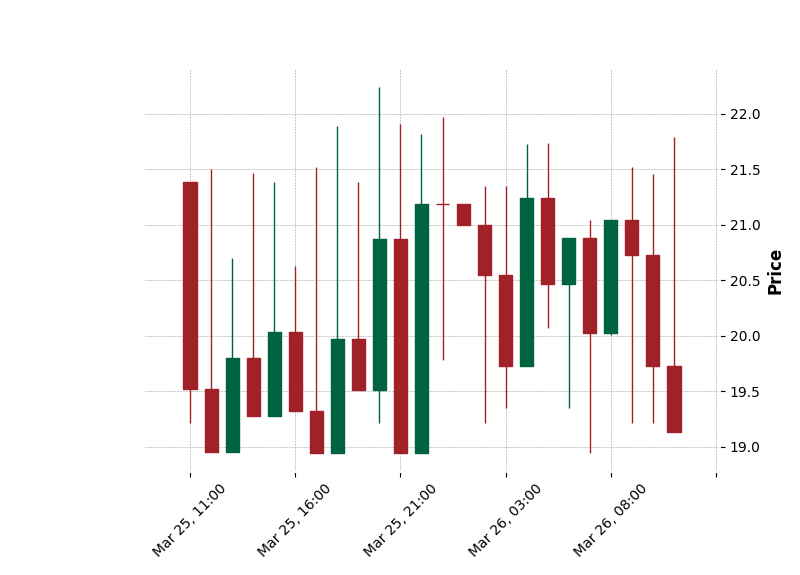 22.0
21.5
21.0
20.5
20.0
19.5
19.0
Price
Mar 25, 11:00
Mar 25, 16:00
Mar 25, 21:00
Mar 26, 03:00
Mar 26, 08:00